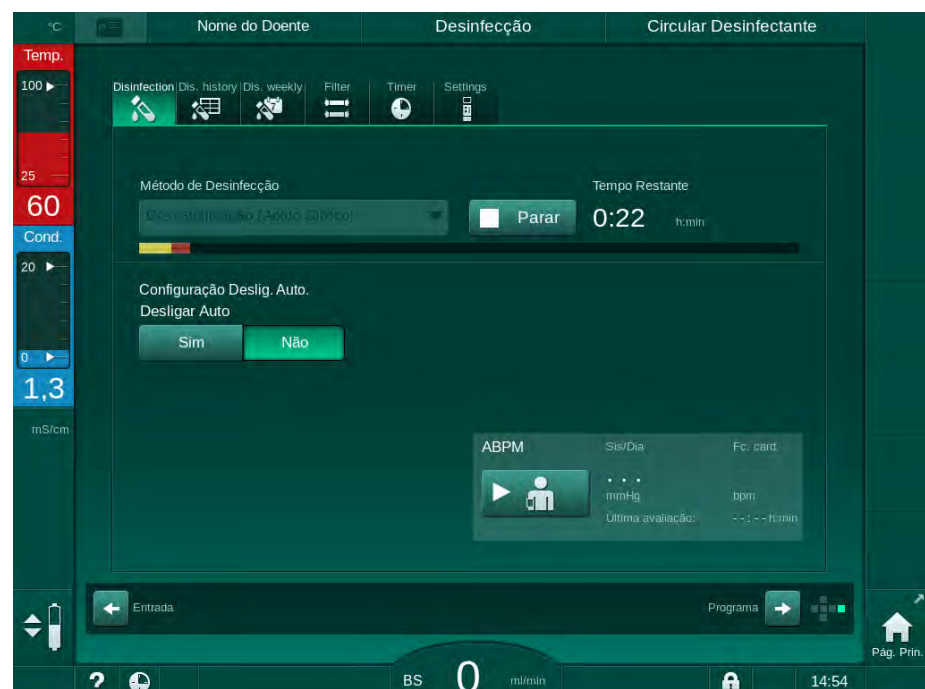 °C Nome do Doente Desinfecção Circular Desinfectante
Temp.
100
Disinfection Dis. history Dis. weekly Filter Timer Settings
7
25
60
Método de Desinfecção Tempo Restante
Parar 0:22 h:min
Cond.
20
Configuração Deslig. Auto.
Desligar Auto
Sim Não
0
1,3
mS/cm
ABPM Sis/Dia Fc. card.
. . .
mmHg bpm
Última avaliação: --:-- h:min
Entrada Programa
Pág. Prin.
? BS 0 ml/min 14:54